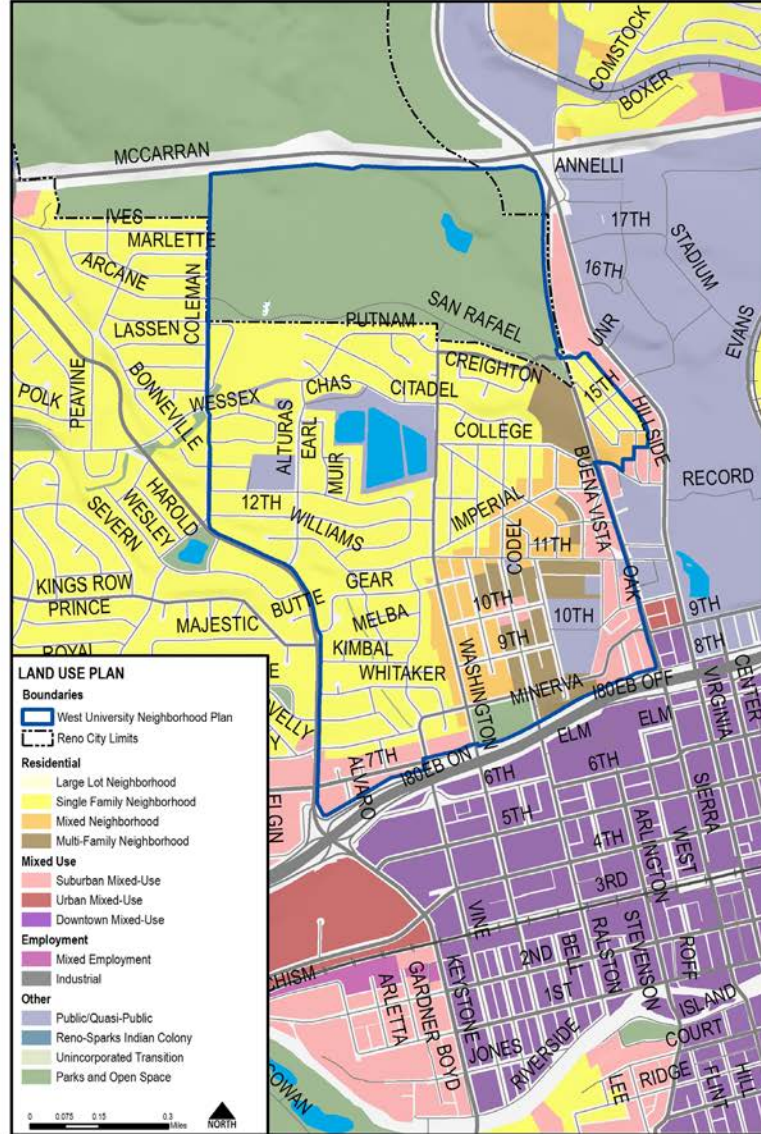 COMSTOCK
BOXER
MCCARRAN
ANNELLI
IVES
17TH
MARLETTE
STADIUM
ARCANE
16TH
COLEMAN
SAN RAFAEL
LASSEN
PUTNAM
UNR
EVANS
BONNEVILLE
CREIGHTON
PEAVINE
CHAS
CITADEL
15TH
POLK
WESSEX
HILLSIDE
ALTURAS
EARL
COLLEGE
MUIR
BUENA VISTA
RECORD
12TH
HAROLD
IMPERIAL
WESLEY
SEVERN
WILLIAMS
CODEL
11TH
OAK
KINGS ROW
GEAR
PRINCE
BUTTE
10TH
10TH
9TH
MAJESTIC
MELBA
9TH
8TH
KIMBAL
WASHINGTON
CENTER
WHITAKER
MINERVA
I80EB OFF
VIRGINIA
7TH
ELM
ELM
ALVARO
I80EB ON
6TH
6TH
ELGIN
5TH
SIERRA
ARLINGTON
WEST
4TH
3RD
VINE
STEVENSON
BELL
RALSTON
ROFF
2ND
KEYSTONE
ARLETTA
GARDNER
BOYD
1ST
ISLAND
JONES
RIVERSIDE
COURT
LEE
RIDGE
FLINT
HILL
LAND USE PLAN
Boundaries
West University Neighborhood Plan
Reno City Limits
Residential
Large Lot Neighborhood
Single Family Neighborhood
Mixed Neighborhood
Multi-Family Neighborhood
Mixed Use
Suburban Mixed-Use
Urban Mixed-Use
Downtown Mixed-Use
Employment
Mixed Employment
Industrial
Other
Public/Quasi-Public
Reno-Sparks Indian Colony
Unincorporated Transition
Parks and Open Space
0 0.075 0.15 0.3
Miles
NORTH